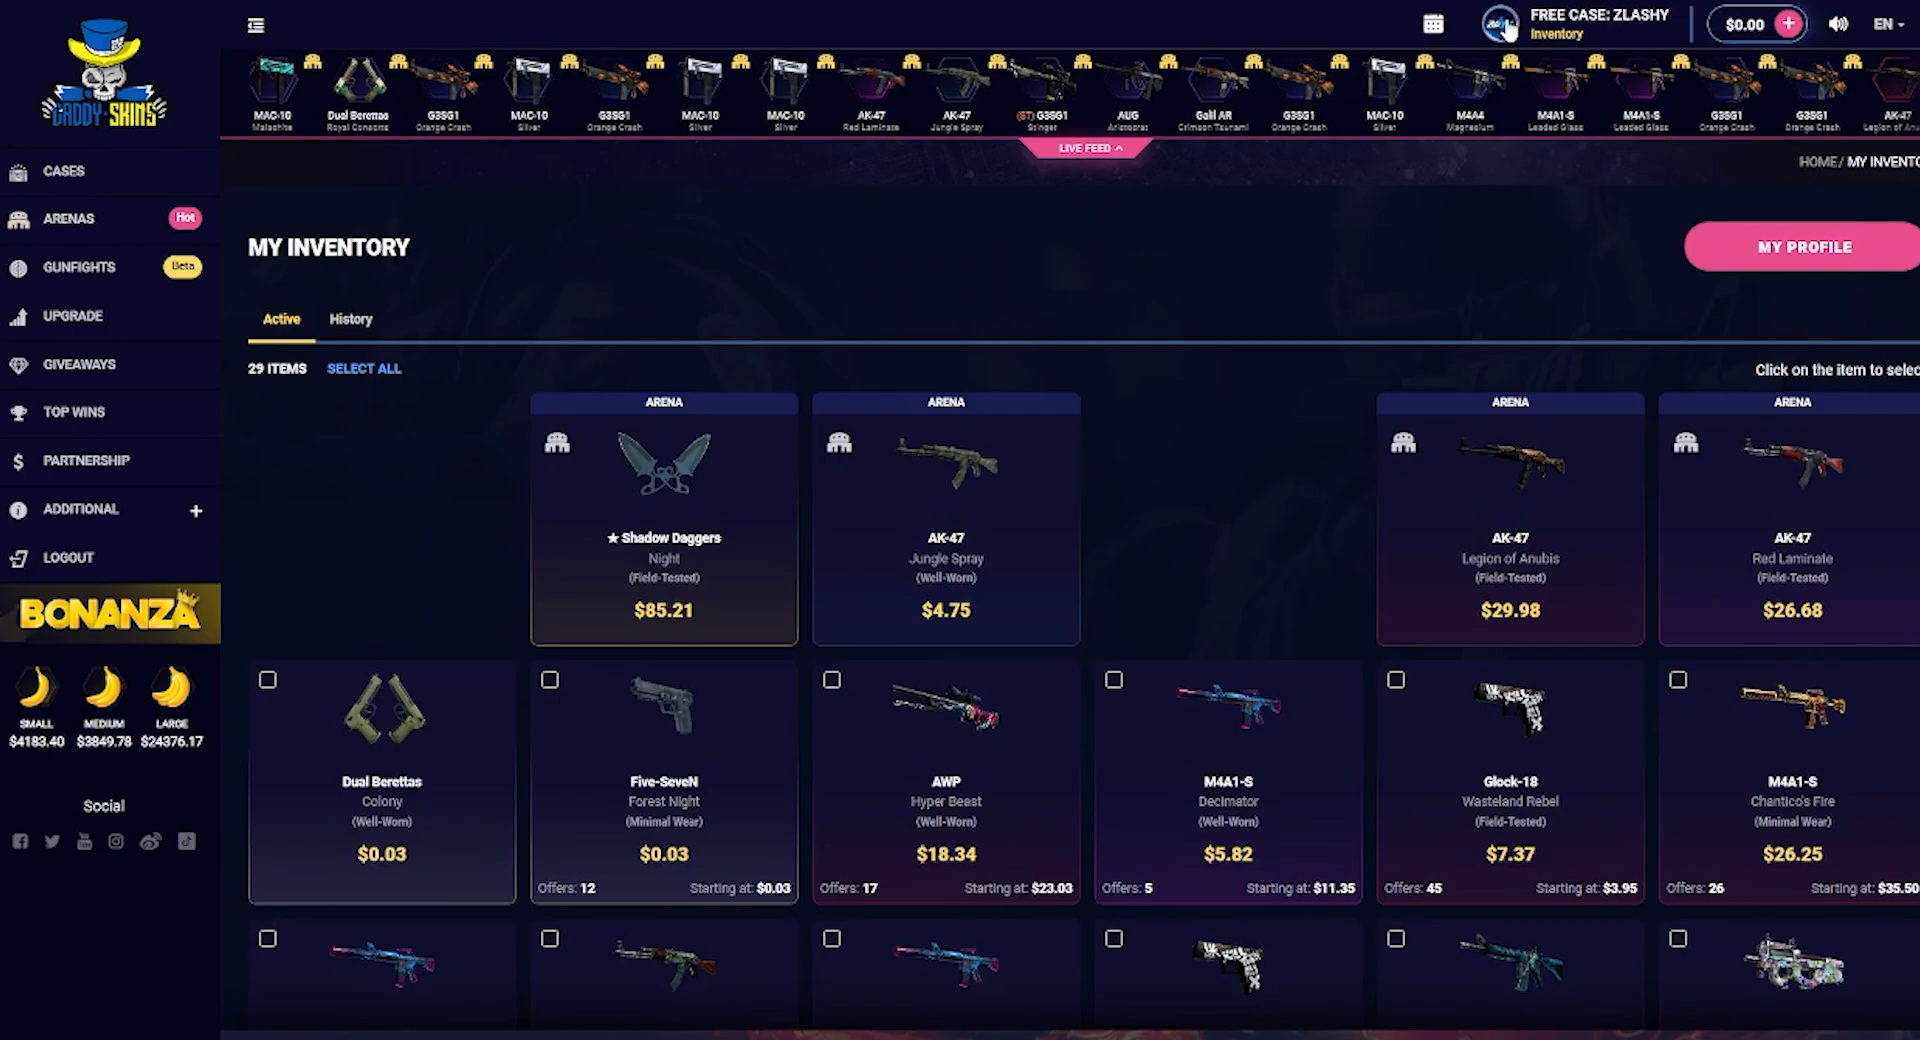 FREE CASE: ZLASHY
Inventory
$0.00
EN
DADDY SKINS
MAC-10
Malachite
Dual Berettas
Royal Consorts
G3SG1
Orange Crash
MAC-10
Silver
G3SG1
Orange Crash
MAC-10
Silver
MAC-10
Silver
AK-47
Red Laminate
AK-47
Jungle Spray
(ST) G3SG1
Stinger
AUG
Aristocrat
Galil AR
Crimson Tsunami
G3SG1
Orange Crash
MAC-10
Silver
M4A4
Magnesium
M4A1-S
Leaded Glass
M4A1-S
Leaded Glass
G3SG1
Orange Crash
G3SG1
Orange Crash
AK-47
Legion of Anu
LIVE FEED
HOME / MY INVENTO
CASES
ARENAS Hot
GUNFIGHTS Beta
UPGRADE
GIVEAWAYS
TOP WINS
PARTNERSHIP
ADDITIONAL +
LOGOUT
BONANZA
SMALL MEDIUM LARGE
$4183.40 $3849.78 $24376.17
Social
MY INVENTORY
MY PROFILE
Active History
29 ITEMS SELECT ALL
Click on the item to selec
ARENA
★ Shadow Daggers
Night
(Field-Tested)
$85.21
ARENA
AK-47
Jungle Spray
(Well-Worn)
$4.75
ARENA
AK-47
Legion of Anubis
(Field-Tested)
$29.98
ARENA
AK-47
Red Laminate
(Field-Tested)
$26.68
Dual Berettas
Colony
(Well-Worn)
$0.03
Five-SeveN
Forest Night
(Minimal Wear)
$0.03
Offers: 12 Starting at: $0.03
AWP
Hyper Beast
(Well-Worn)
$18.34
Offers: 17 Starting at: $23.03
M4A1-S
Decimator
(Well-Worn)
$5.82
Offers: 5 Starting at: $11.35
Glock-18
Wasteland Rebel
(Field-Tested)
$7.37
Offers: 45 Starting at: $3.95
M4A1-S
Chantico's Fire
(Minimal Wear)
$26.25
Offers: 26 Starting at: $35.50